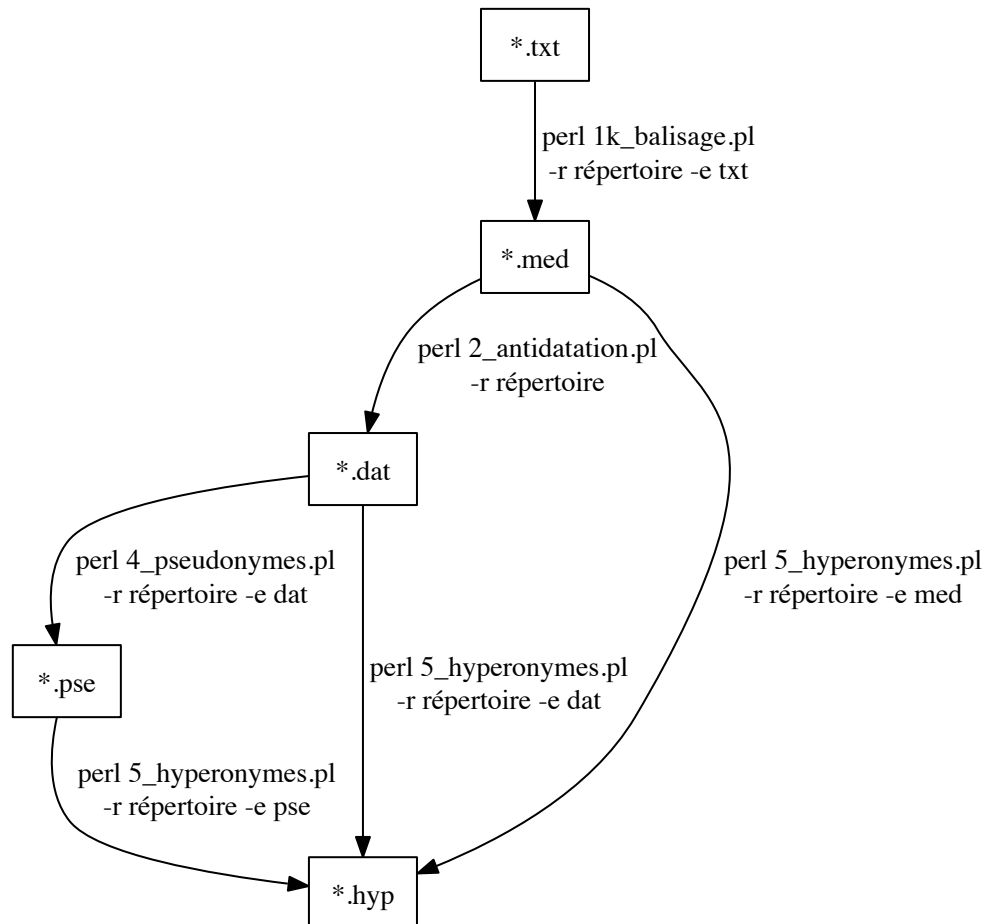 *.txt
perl 1k_balisage.pl
-r répertoire -e txt
*.med
perl 2_antidatation.pl
-r répertoire
*.dat
perl 4_pseudonymes.pl
-r répertoire -e dat
perl 5_hyperonymes.pl
-r répertoire -e med
*.pse
perl 5_hyperonymes.pl
-r répertoire -e dat
perl 5_hyperonymes.pl
-r répertoire -e pse
*.hyp